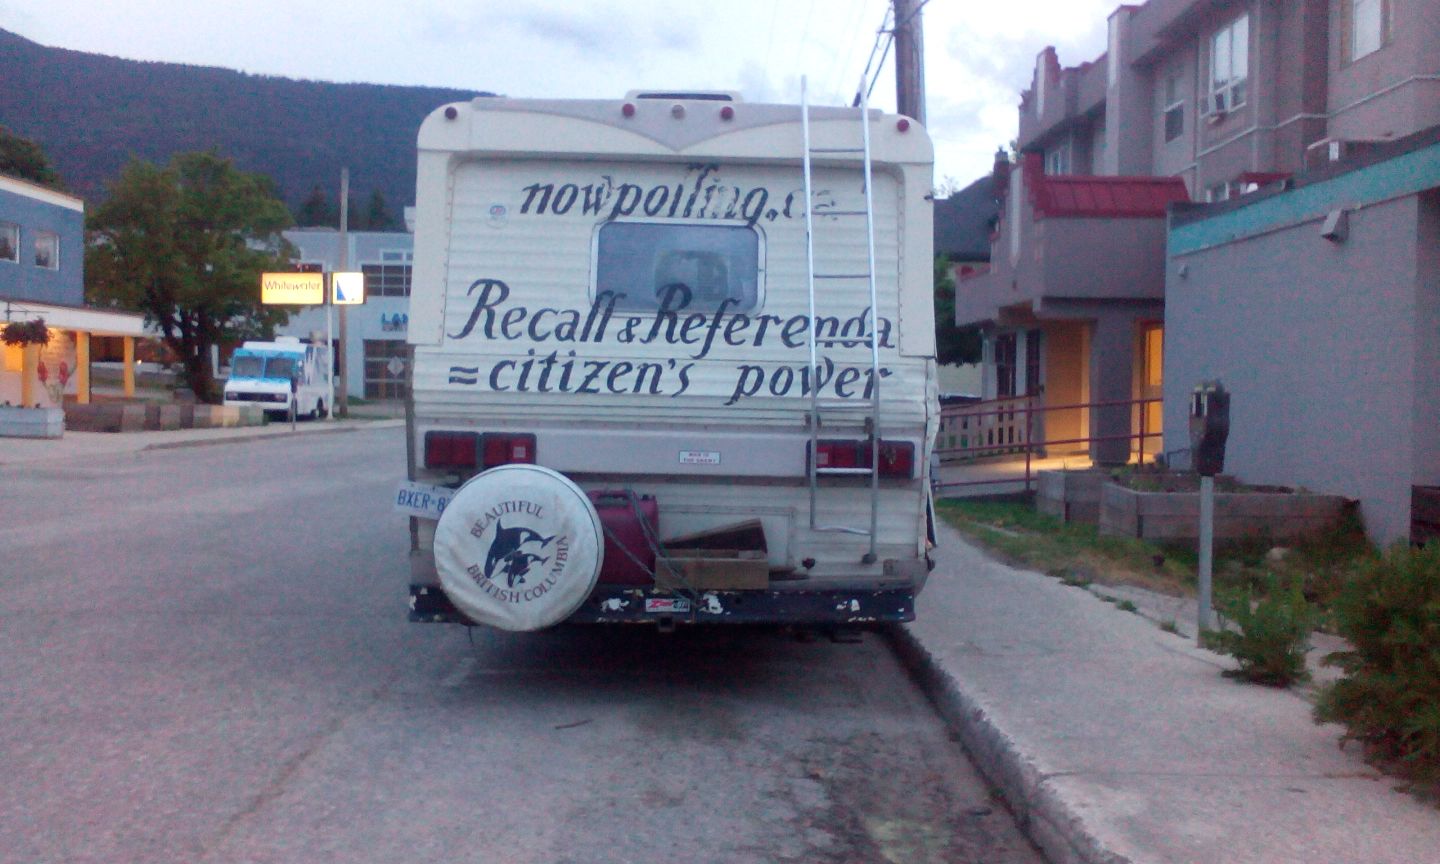 nowpolling.ca
Recall & Referenda
= citizen's power
Whitewater
BEAUTIFUL
BRITISH COLUMBIA